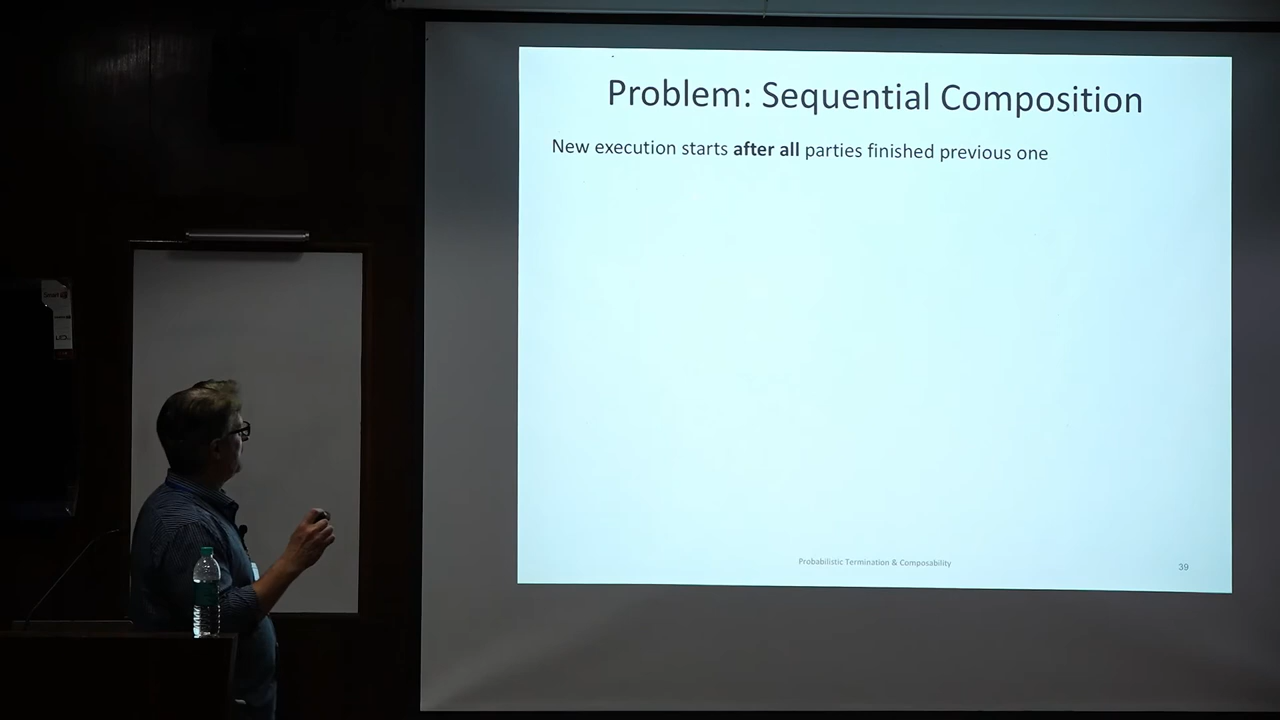 Problem: Sequential Composition
New execution starts after all parties finished previous one
Probabilistic Termination & Composability
39